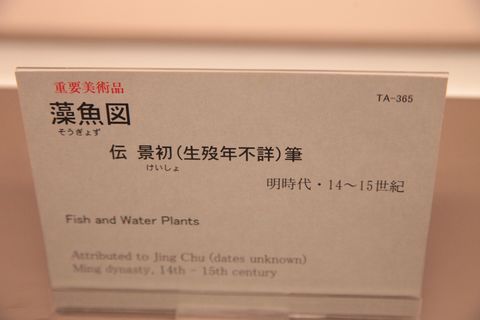 重要美術品
TA-365
藻魚図
そうぎょず
伝 景初(生歿年不詳)筆
けいしょ
明時代・14～15世紀
Fish and Water Plants
Attributed to Jing Chu (dates unknown)
Ming dynasty, 14th - 15th century